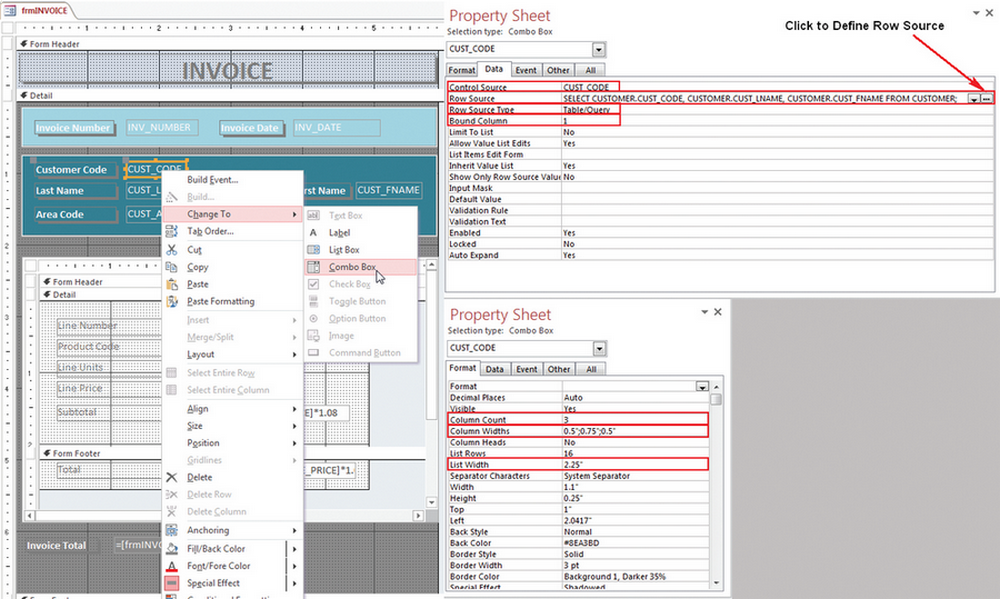 frmINVOICE
Form Header
INVOICE
Detail
Invoice Number INV_NUMBER Invoice Date INV_DATE
Customer Code CUST_CODE
Last Name CUST_L rst Name CUST_FNAME
Area Code CUST_A
Form Header
Detail
Line Number
Product Code
Line Units
Line Price
Subtotal E]*1.08
Form Footer
Total _PRICE]*1.
Invoice Total =[frmINVO
Build Event...
Build...
Change To
Tab Order...
Cut
Copy
Paste
Paste Formatting
Insert
Merge/Split
Layout
Select Entire Row
Select Entire Column
Align
Size
Position
Gridlines
Delete
Delete Row
Delete Column
Anchoring
Fill/Back Color
Font/Fore Color
Special Effect
Text Box
Label
List Box
Combo Box
Check Box
Toggle Button
Option Button
Image
Command Button
Property Sheet
Selection type: Combo Box
Click to Define Row Source
CUST_CODE
Format Data Event Other All
Control Source CUST_CODE
Row Source SELECT CUSTOMER.CUST_CODE, CUSTOMER.CUST_LNAME, CUSTOMER.CUST_FNAME FROM CUSTOMER;
Row Source Type Table/Query
Bound Column 1
Limit To List No
Allow Value List Edits Yes
List Items Edit Form
Inherit Value List Yes
Show Only Row Source Value No
Input Mask
Default Value
Validation Rule
Validation Text
Enabled Yes
Locked No
Auto Expand Yes
Property Sheet
Selection type: Combo Box
CUST_CODE
Format Data Event Other All
Format
Decimal Places Auto
Visible Yes
Column Count 3
Column Widths 0.5";0.75";0.5"
Column Heads No
List Rows 16
List Width 2.25"
Separator Characters System Separator
Width 1.1"
Height 0.25"
Top 1"
Left 2.0417"
Back Style Normal
Back Color #8EA3BD
Border Style Solid
Border Width 3 pt
Border Color Background 1, Darker 35%
Special Effect Shadowed